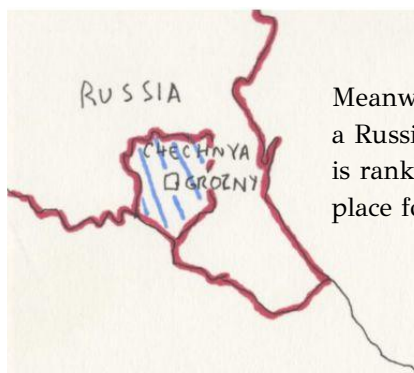 RUSSIA
CHECHNYA
GROZNY
Meanw
a Russi
is rank
place fo